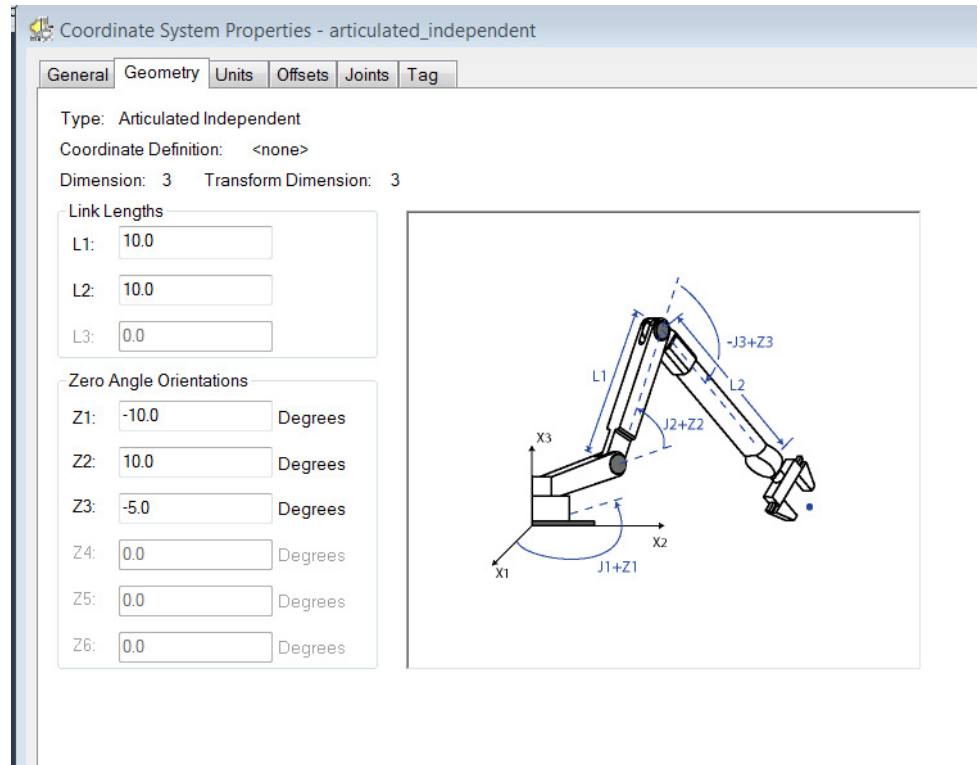 Coordinate System Properties - articulated_independent
General Geometry Units Offsets Joints Tag
Type: Articulated Independent
Coordinate Definition: <none>
Dimension: 3 Transform Dimension: 3
Link Lengths
L1: 10.0
L2: 10.0
L3: 0.0
Zero Angle Orientations
Z1: -10.0 Degrees
Z2: 10.0 Degrees
Z3: -5.0 Degrees
Z4: 0.0 Degrees
Z5: 0.0 Degrees
Z6: 0.0 Degrees
-J3+Z3
L1
L2
J2+Z2
X3
X2
X1
J1+Z1